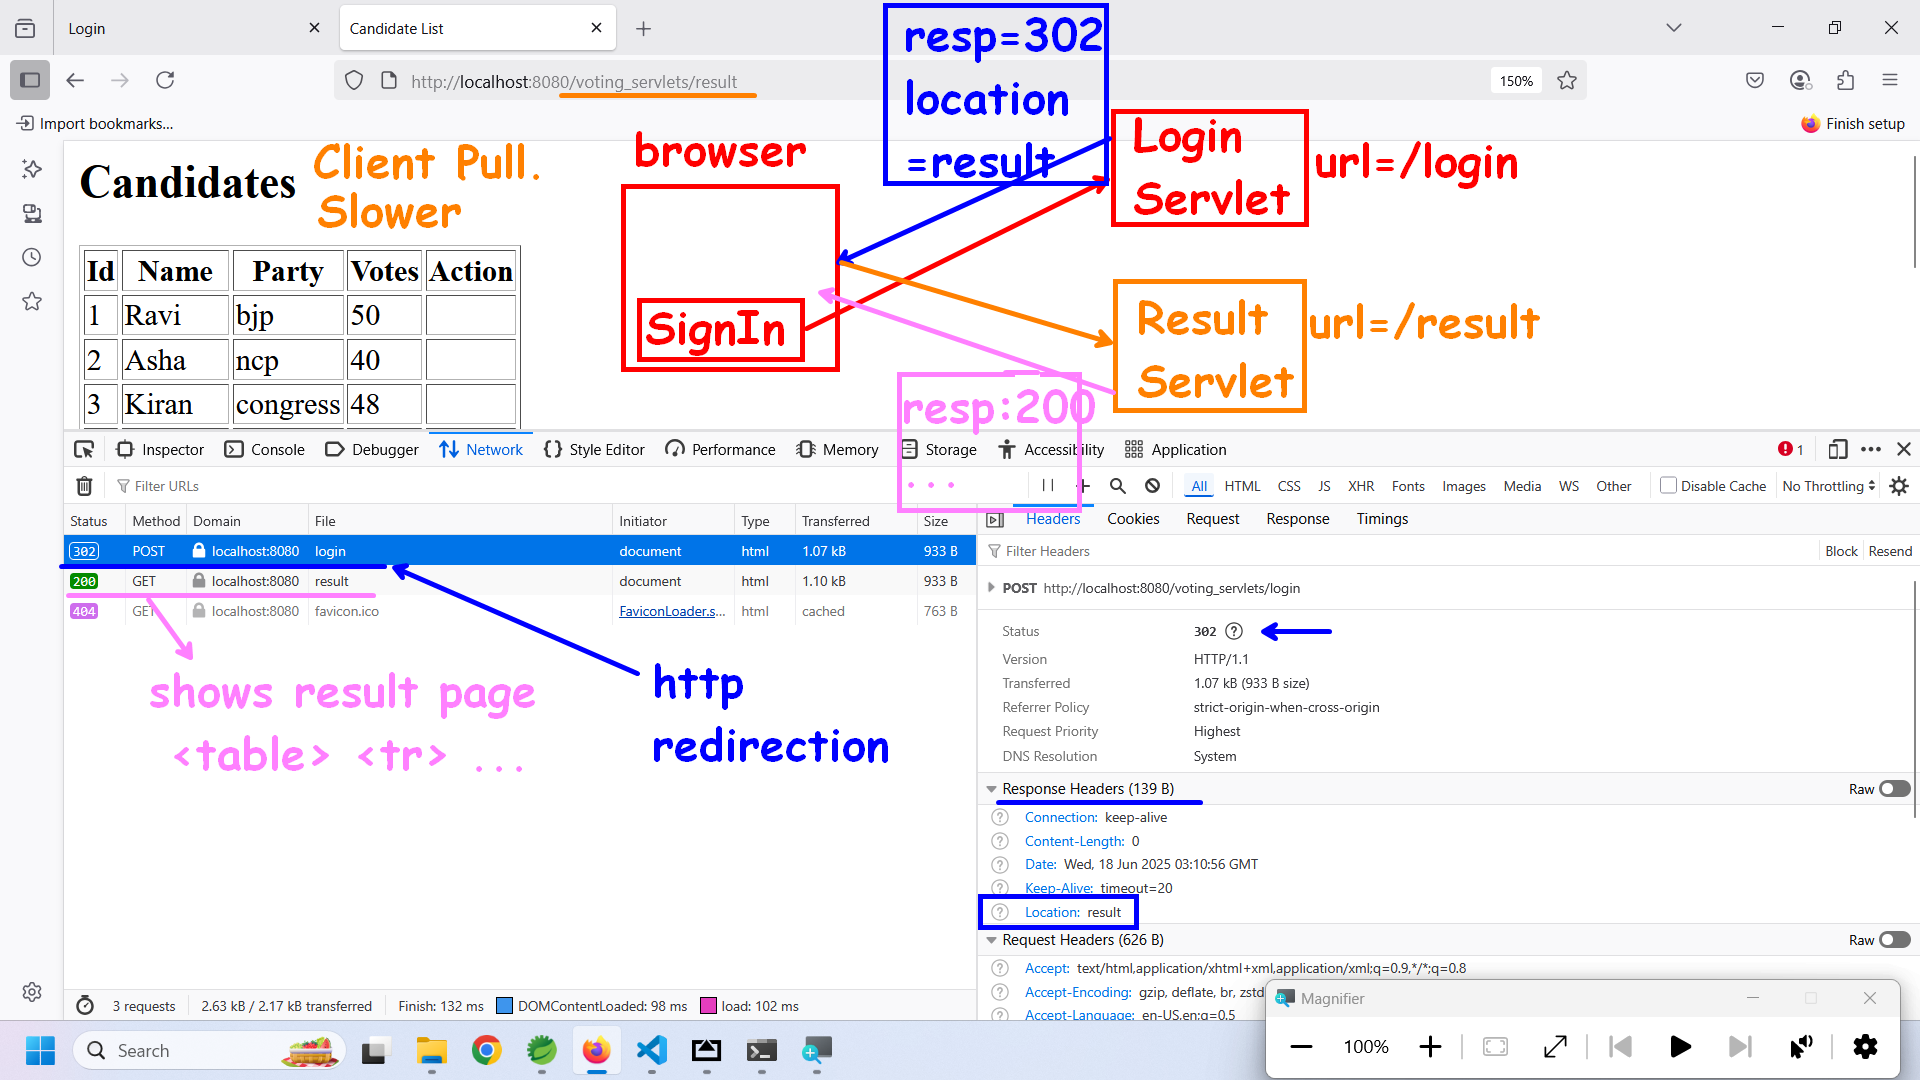 Login
Candidate List
http://localhost:8080/voting_servlets/result
150%
Import bookmarks...
Finish setup
resp=302
location
=result
browser
SignIn
Login
Servlet
url=/login
Result
Servlet
url=/result
resp:200
...
Candidates
Client Pull.
Slower
Id Name Party Votes Action
1 Ravi bjp 50
2 Asha ncp 40
3 Kiran congress 48
Inspector Console Debugger Network Style Editor Performance Memory Storage Accessibility Application 1
Filter URLs
All HTML CSS JS XHR Fonts Images Media WS Other Disable Cache No Throttling
Status Method Domain File Initiator Type Transferred Size
302 POST localhost:8080 login document html 1.07 kB 933 B
200 GET localhost:8080 result document html 1.10 kB 933 B
404 GET localhost:8080 favicon.ico FaviconLoader.s... html cached 763 B
shows result page
<table> <tr> ...
http
redirection
Headers Cookies Request Response Timings
Filter Headers Block Resend
POST http://localhost:8080/voting_servlets/login
Status 302
Version HTTP/1.1
Transferred 1.07 kB (933 B size)
Referrer Policy strict-origin-when-cross-origin
Request Priority Highest
DNS Resolution System
Response Headers (139 B) Raw
Connection: keep-alive
Content-Length: 0
Date: Wed, 18 Jun 2025 03:10:56 GMT
Keep-Alive: timeout=20
Location: result
Request Headers (626 B) Raw
Accept: text/html,application/xhtml+xml,application/xml;q=0.9,*/*;q=0.8
Accept-Encoding: gzip, deflate, br, zstd
Accept-Language: en-US,en;q=0.5
3 requests 2.63 kB / 2.17 kB transferred Finish: 132 ms DOMContentLoaded: 98 ms load: 102 ms
Magnifier
100%
Search